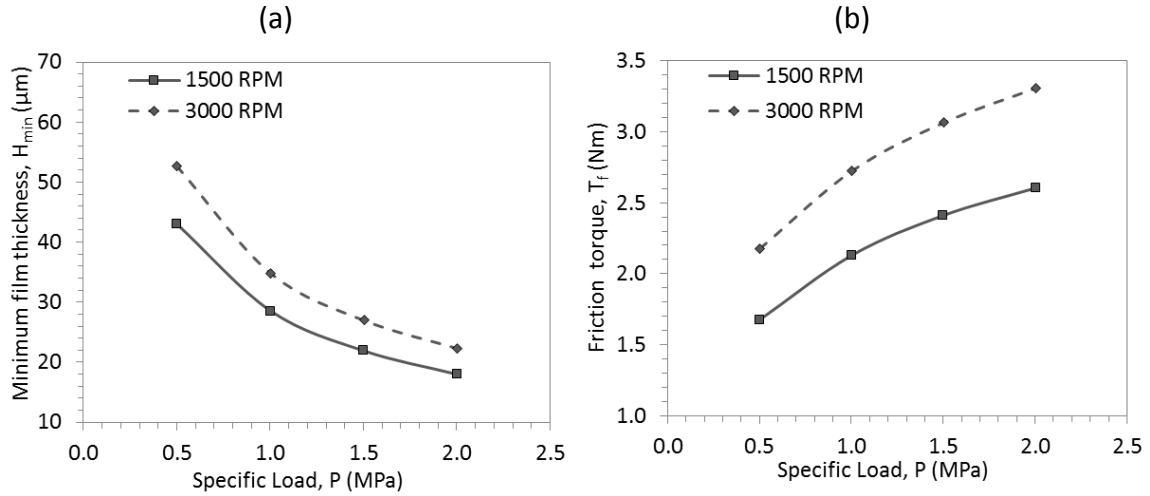 (a)
Minimum film thickness, Hmin (μm)
70
60
50
40
30
20
10
1500 RPM
3000 RPM
0.0 0.5 1.0 1.5 2.0 2.5
Specific Load, P (MPa)
(b)
Friction torque, Tf (Nm)
3.5
3.0
2.5
2.0
1.5
1.0
1500 RPM
3000 RPM
0.0 0.5 1.0 1.5 2.0 2.5
Specific Load, P (MPa)